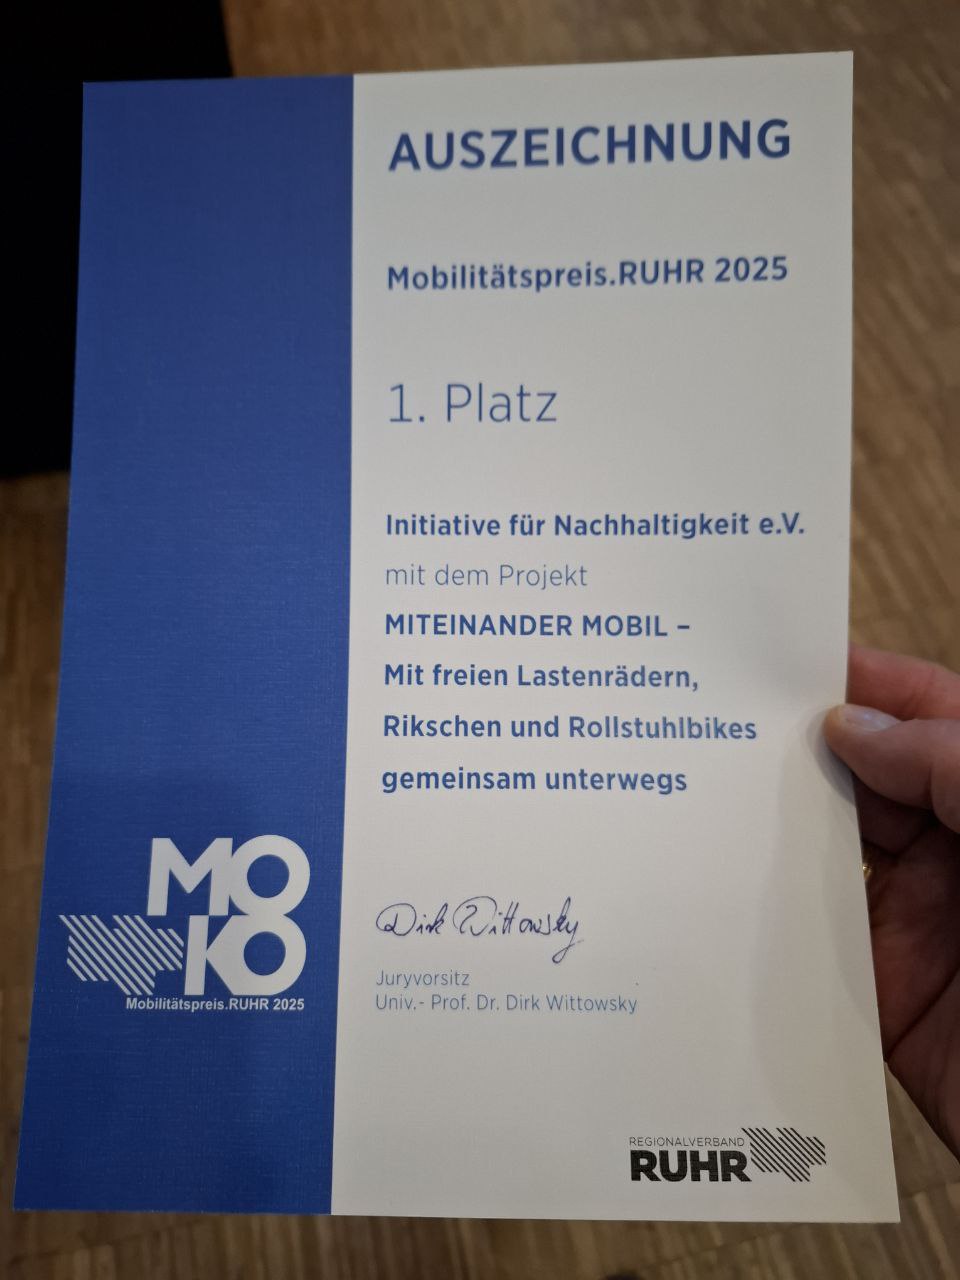 AUSZEICHNUNG
Mobilitätspreis.RUHR 2025
1. Platz
Initiative für Nachhaltigkeit e.V.
mit dem Projekt
MITEINANDER MOBIL –
Mit freien Lastenrädern,
Rikschen und Rollstuhlbikes
gemeinsam unterwegs
Dirk Wittowsky
Juryvorsitz
Univ.- Prof. Dr. Dirk Wittowsky
MO
KO
Mobilitätspreis.RUHR 2025
REGIONALVERBAND
RUHR